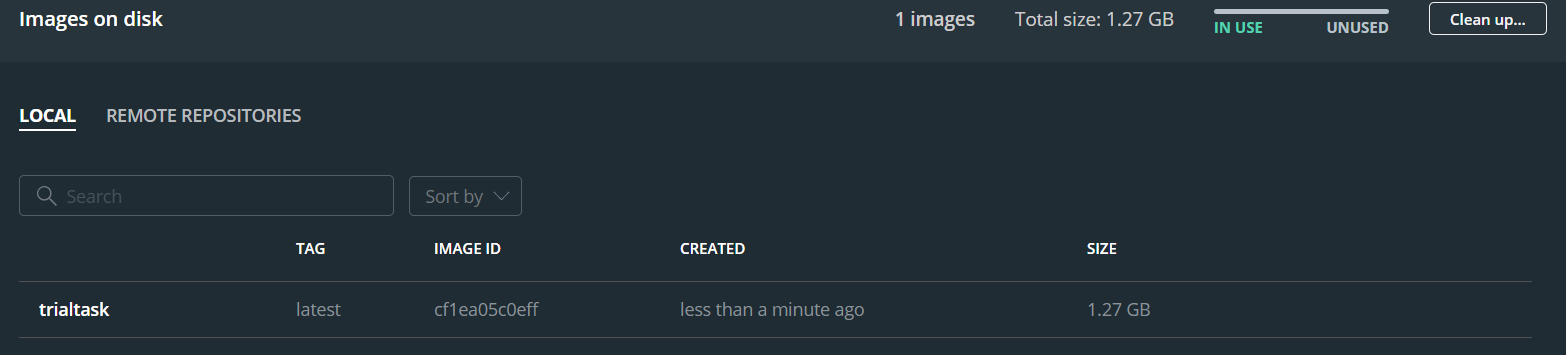 Images on disk 1 images Total size: 1.27 GB IN USE UNUSED Clean up...
LOCAL REMOTE REPOSITORIES
Search Sort by
TAG IMAGE ID CREATED SIZE
trialtask latest cf1ea05c0eff less than a minute ago 1.27 GB